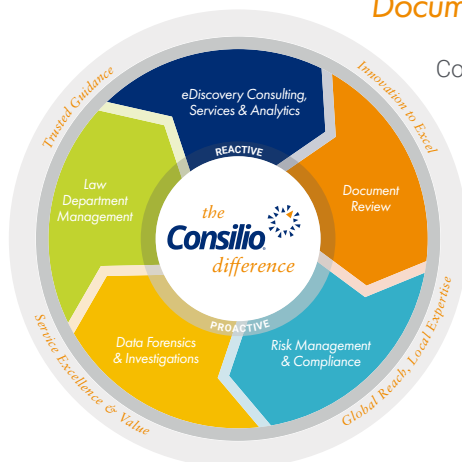 Docum
Co
Trusted Guidance
Innovation to Excel
eDiscovery Consulting,
Services & Analytics
REACTIVE
Law
Department
Management
Document
Review
the
Consilio
difference
PROACTIVE
Data Forensics
& Investigations
Risk Management
& Compliance
Service Excellence & Value
Global Reach, Local Expertise